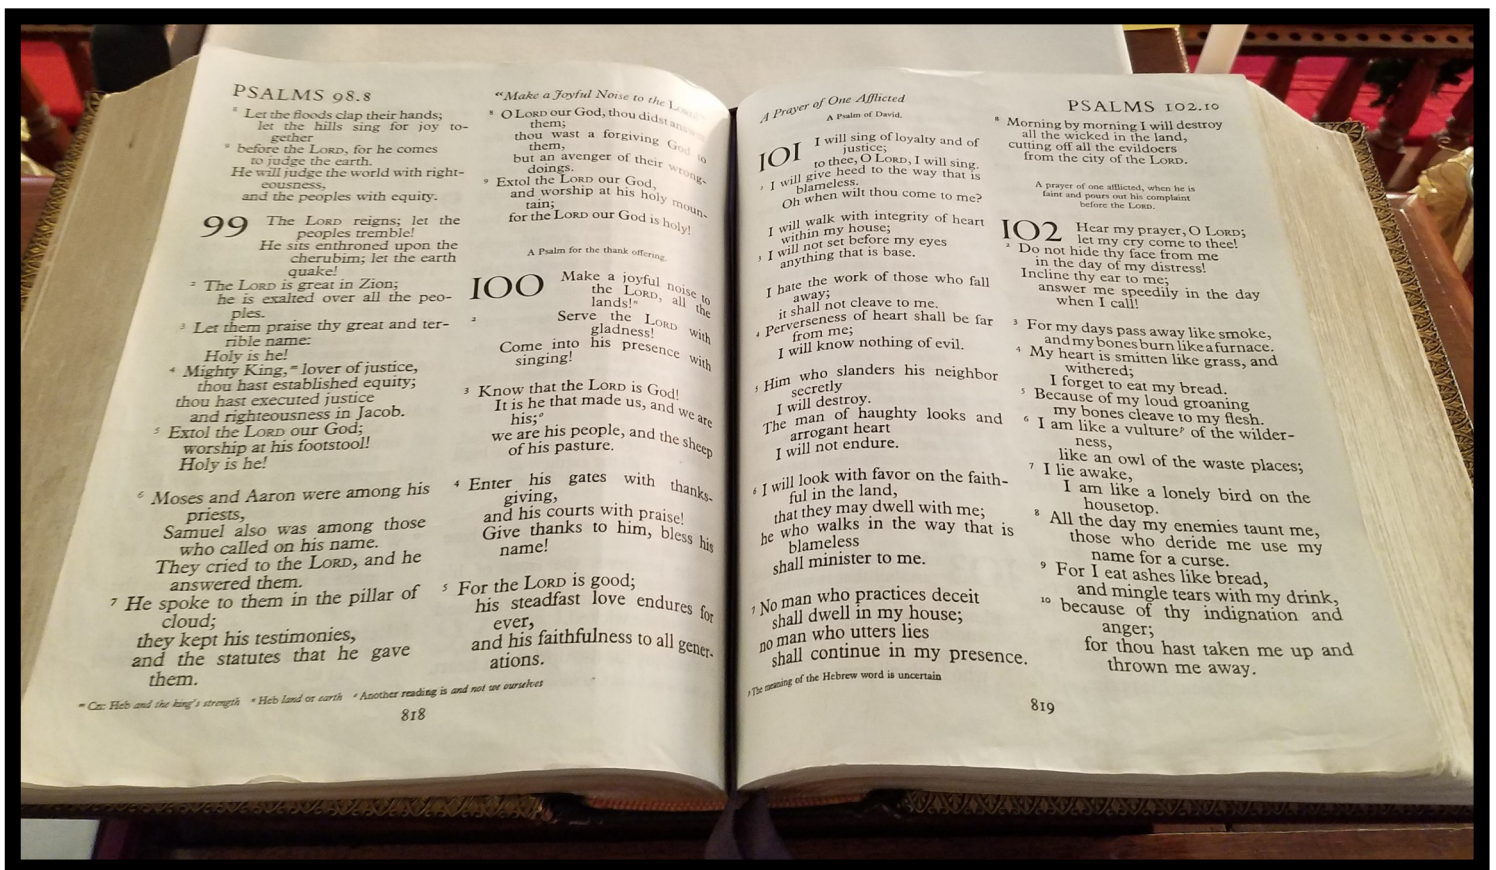 PSALMS 98.8
⁸ Let the floods clap their hands;
let the hills sing for joy to-
gether
⁹ before the LORD, for he comes
to judge the earth.
He will judge the world with right-
eousness,
and the peoples with equity.
99 The LORD reigns; let the
peoples tremble!
He sits enthroned upon the
cherubim; let the earth
quake!
² The LORD is great in Zion;
he is exalted over all the peo-
ples.
³ Let them praise thy great and ter-
rible name:
Holy is he!
⁴ Mighty King,ᵐ lover of justice,
thou hast established equity;
thou hast executed justice
and righteousness in Jacob.
⁵ Extol the LORD our God;
worship at his footstool!
Holy is he!
⁶ Moses and Aaron were among his
priests,
Samuel also was among those
who called on his name.
They cried to the LORD, and he
answered them.
⁷ He spoke to them in the pillar of
cloud;
they kept his testimonies,
and the statutes that he gave
them.
"Make a Joyful Noise to the Lord"
⁸ O LORD our God, thou didst answer
them;
thou wast a forgiving God to
them,
but an avenger of their wrong-
doings.
⁹ Extol the LORD our God,
and worship at his holy moun-
tain;
for the LORD our God is holy!
A Psalm for the thank offering.
100 Make a joyful noise to
the LORD, all the
lands!ⁿ
² Serve the LORD with
gladness!
Come into his presence with
singing!
³ Know that the LORD is God!
It is he that made us, and we are
his;ᵒ
we are his people, and the sheep
of his pasture.
⁴ Enter his gates with thanks-
giving,
and his courts with praise!
Give thanks to him, bless his
name!
⁵ For the LORD is good;
his steadfast love endures for
ever,
and his faithfulness to all gener-
ations.
ᵐ Cn: Heb and the king's strength ⁿ Heb land or earth ᵒ Another reading is and not we ourselves
818
A Prayer of One Afflicted
A Psalm of David.
101 I will sing of loyalty and of
justice;
to thee, O LORD, I will sing.
² I will give heed to the way that is
blameless.
Oh when wilt thou come to me?
I will walk with integrity of heart
within my house;
³ I will not set before my eyes
anything that is base.
I hate the work of those who fall
away;
it shall not cleave to me.
⁴ Perverseness of heart shall be far
from me;
I will know nothing of evil.
⁵ Him who slanders his neighbor
secretly
I will destroy.
The man of haughty looks and
arrogant heart
I will not endure.
⁶ I will look with favor on the faith-
ful in the land,
that they may dwell with me;
he who walks in the way that is
blameless
shall minister to me.
⁷ No man who practices deceit
shall dwell in my house;
no man who utters lies
shall continue in my presence.
PSALMS 102.10
⁸ Morning by morning I will destroy
all the wicked in the land,
cutting off all the evildoers
from the city of the LORD.
A prayer of one afflicted, when he is
faint and pours out his complaint
before the LORD.
102 Hear my prayer, O LORD;
let my cry come to thee!
² Do not hide thy face from me
in the day of my distress!
Incline thy ear to me;
answer me speedily in the day
when I call!
³ For my days pass away like smoke,
and my bones burn like a furnace.
⁴ My heart is smitten like grass, and
withered;
I forget to eat my bread.
⁵ Because of my loud groaning
my bones cleave to my flesh.
⁶ I am like a vultureᵖ of the wilder-
ness,
like an owl of the waste places;
⁷ I lie awake,
I am like a lonely bird on the
housetop.
⁸ All the day my enemies taunt me,
those who deride me use my
name for a curse.
⁹ For I eat ashes like bread,
and mingle tears with my drink,
¹⁰ because of thy indignation and
anger;
for thou hast taken me up and
thrown me away.
ᵖ The meaning of the Hebrew word is uncertain
819